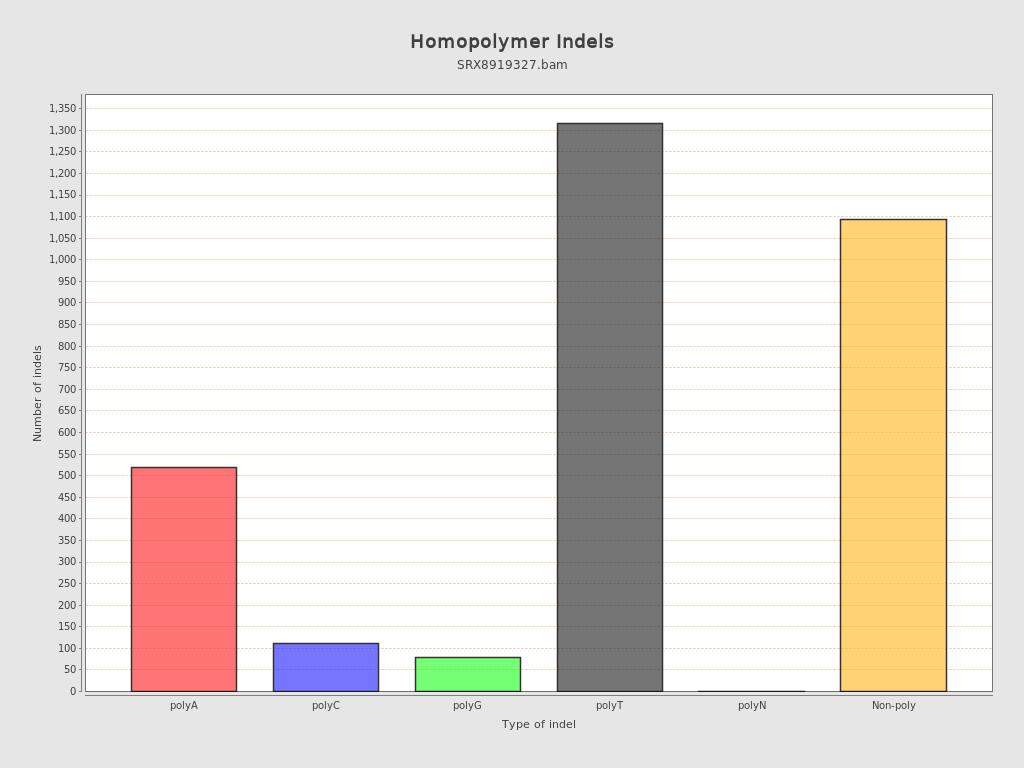 Homopolymer Indels
SRX8919327.bam
1,350
1,300
1,250
1,200
1,150
1,100
1,050
1,000
950
900
850
800
750
700
650
600
550
500
450
400
350
300
250
200
150
100
50
0
Number of indels
polyA
polyC
polyG
polyT
polyN
Non-poly
Type of indel